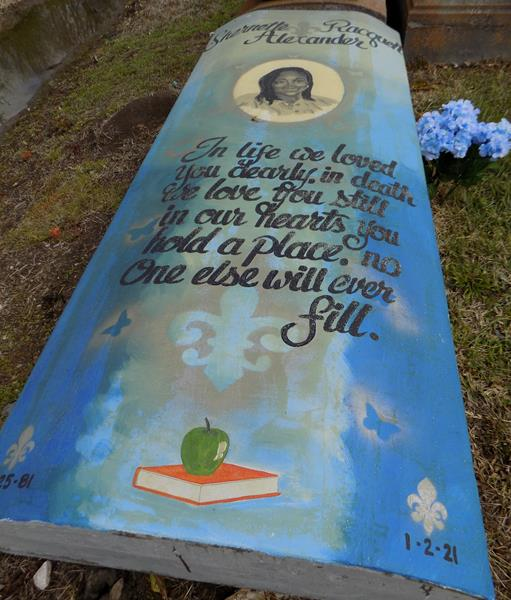 Shernette Racquel
Alexander
In life we loved
you dearly, in death
we love you still
in our hearts you
hold a place. no
One else will ever
fill.
25-81
1-2-21